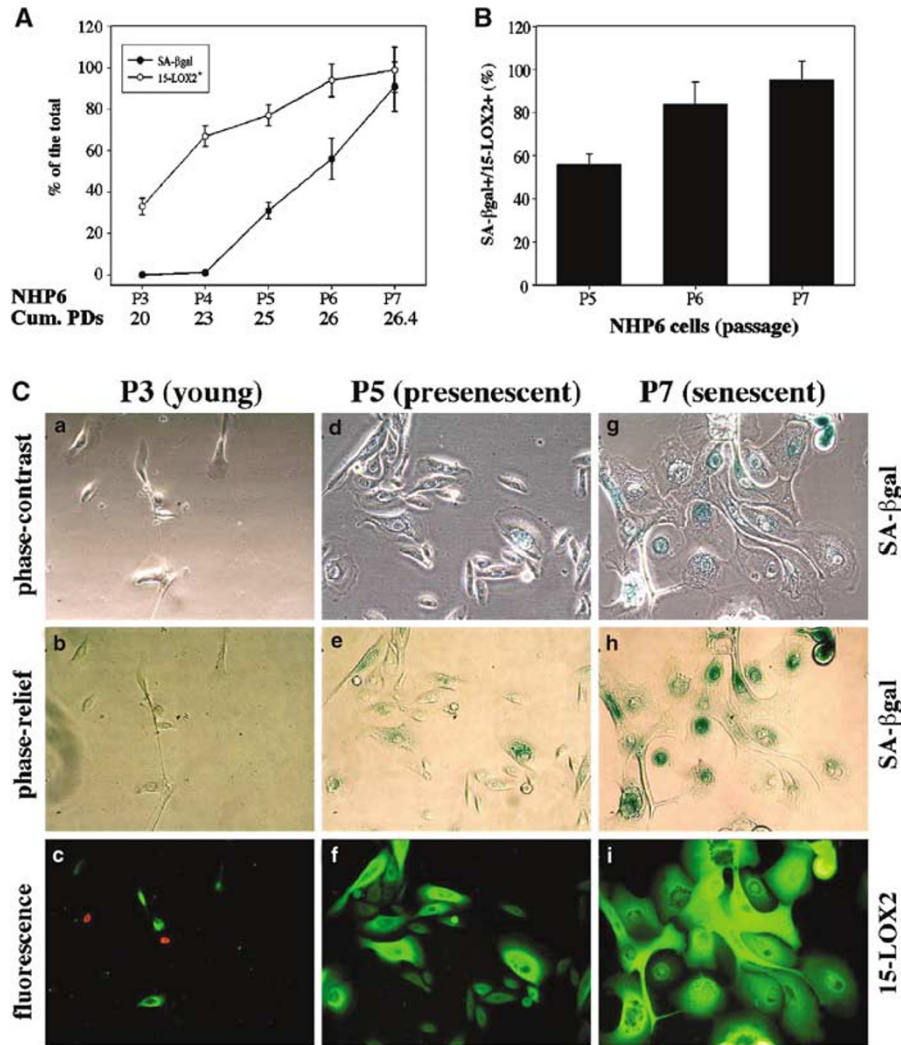 A
120
100
80
60
40
20
0
% of the total
SA-βgal
15-LOX2+
NHP6 P3 P4 P5 P6 P7
Cum. PDs 20 23 25 26 26.4
B
120
100
80
60
40
20
0
SA-βgal+/15-LOX2+ (%)
P5 P6 P7
NHP6 cells (passage)
C
P3 (young) P5 (presenescent) P7 (senescent)
phase-contrast
a d g
SA-βgal
phase-relief
b e h
SA-βgal
fluorescence
c f i
15-LOX2